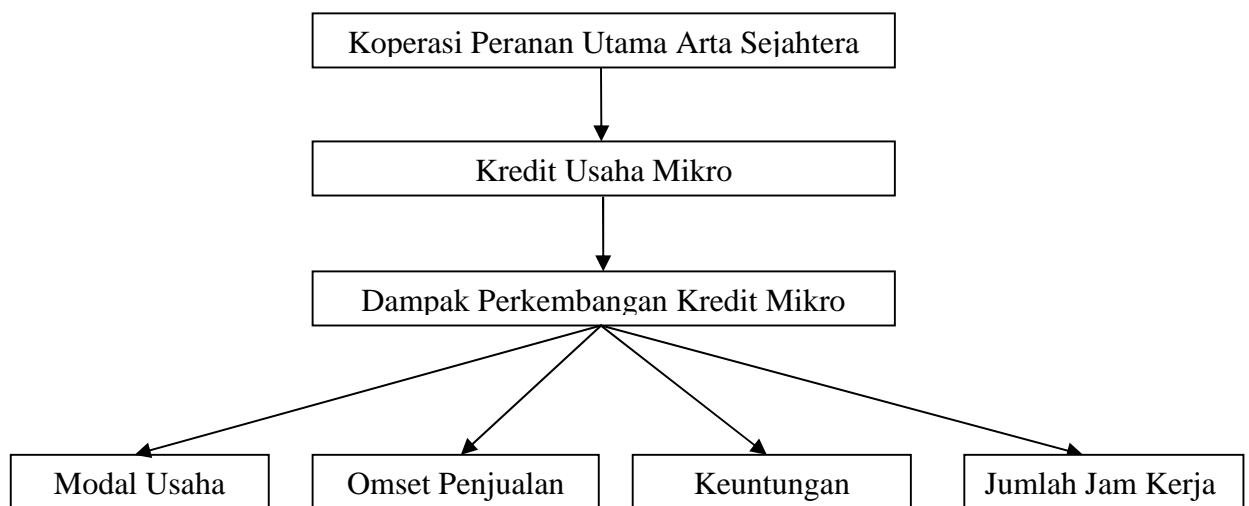 Koperasi Peranan Utama Arta Sejahtera
Kredit Usaha Mikro
Dampak Perkembangan Kredit Mikro
Modal Usaha
Omset Penjualan
Keuntungan
Jumlah Jam Kerja